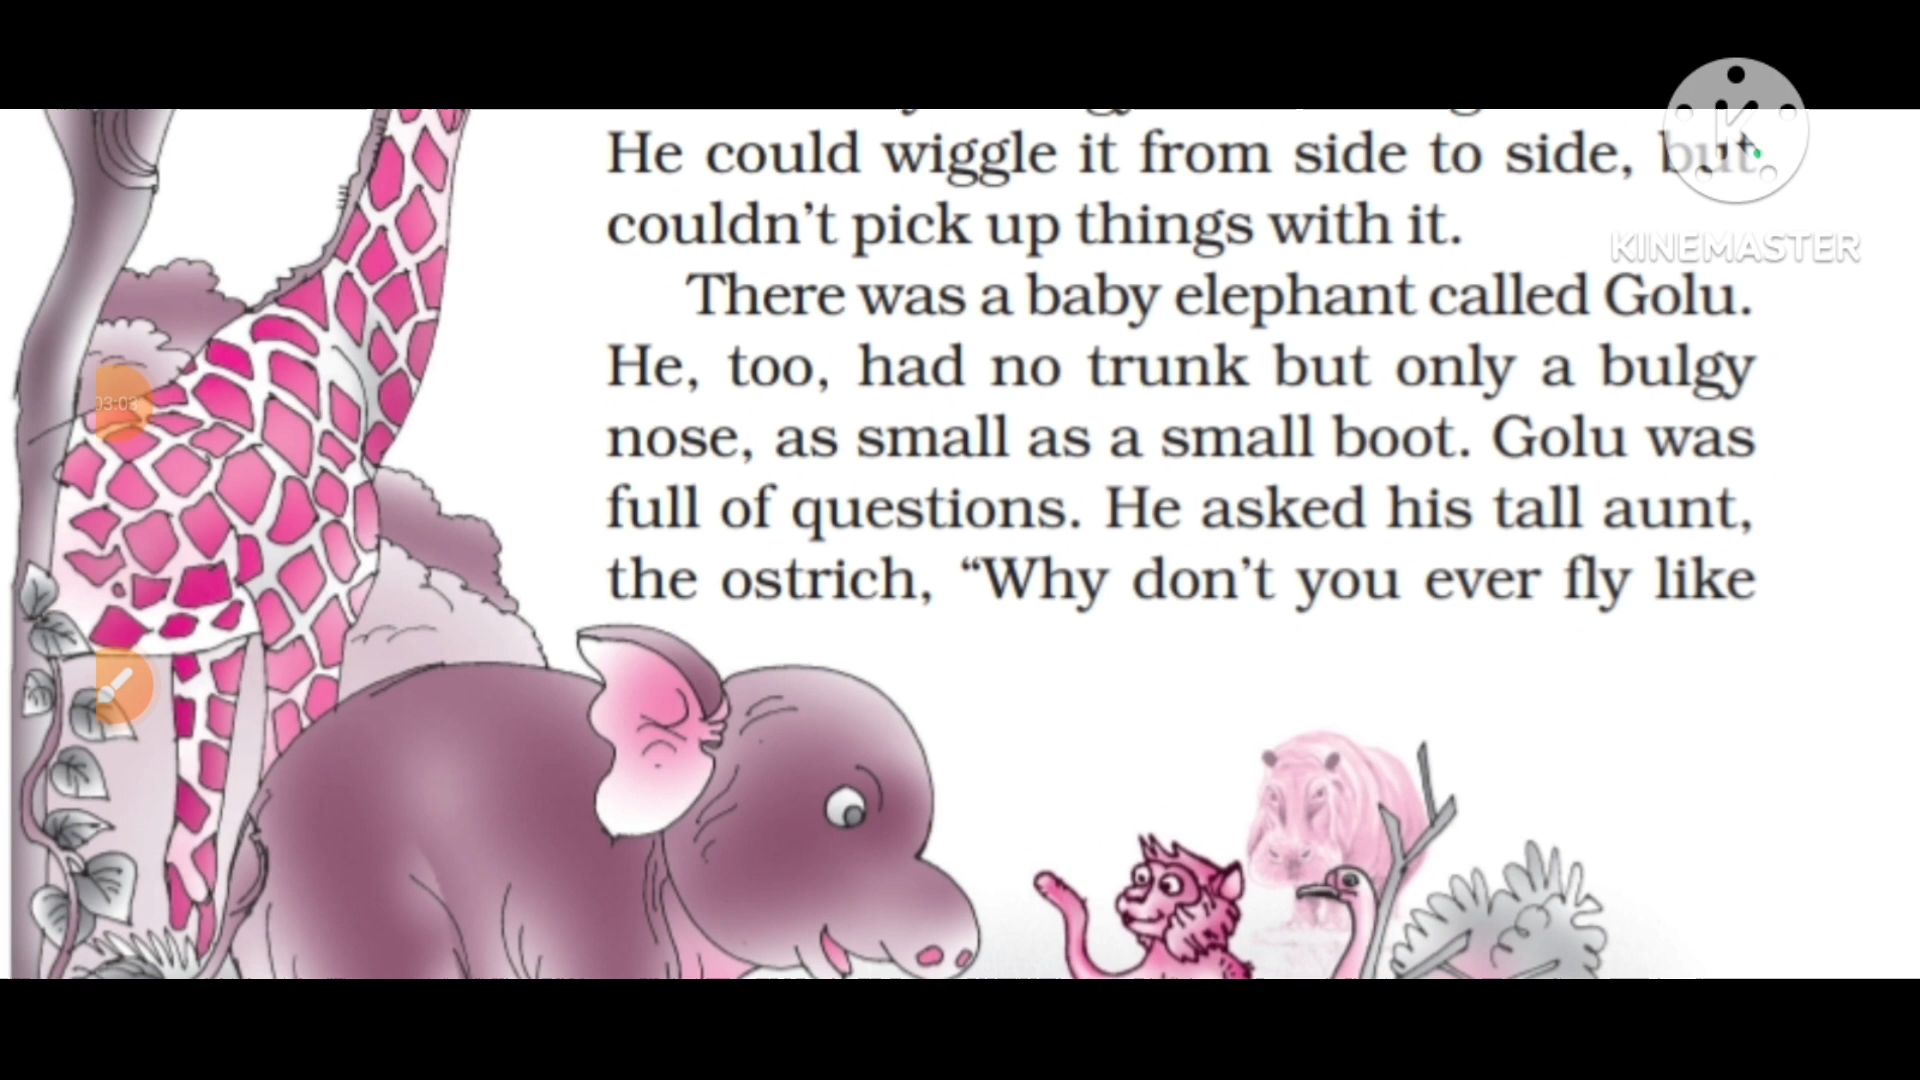 He could wiggle it from side to side, but
couldn't pick up things with it.
There was a baby elephant called Golu.
He, too, had no trunk but only a bulgy
nose, as small as a small boot. Golu was
full of questions. He asked his tall aunt,
the ostrich, “Why don't you ever fly like
KINEMASTER
03:03